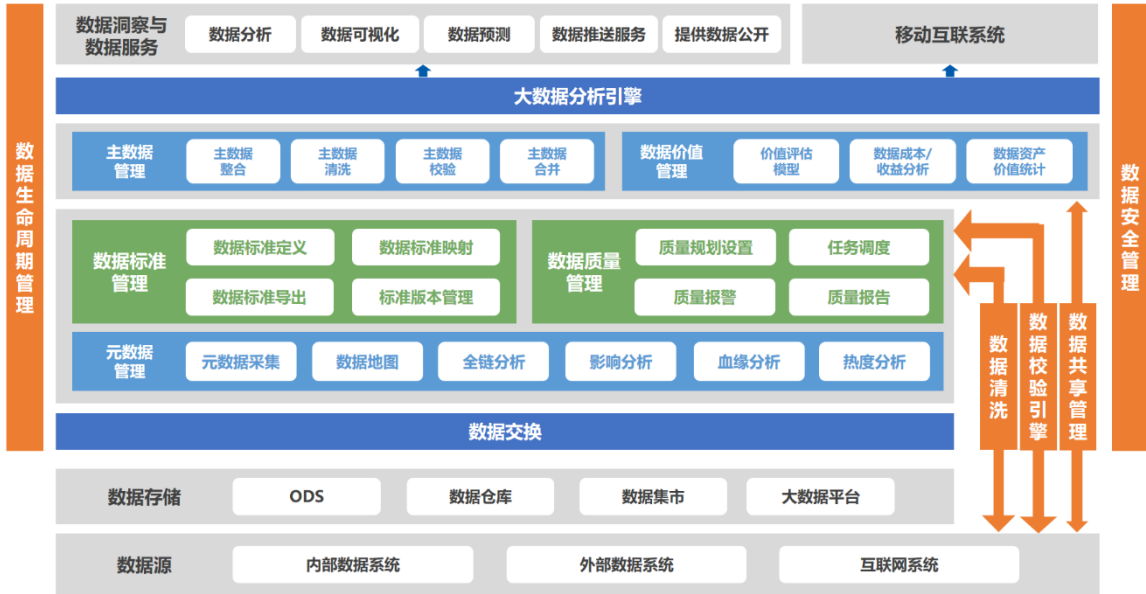 数据生命周期管理
数据洞察与
数据服务
数据分析
数据可视化
数据预测
数据推送服务
提供数据公开
移动互联系统
大数据分析引擎
主数据
管理
主数据
整合
主数据
清洗
主数据
校验
主数据
合并
数据价值
管理
价值评估
模型
数据成本/
收益分析
数据资产
价值统计
数据标准
管理
数据标准定义
数据标准映射
数据标准导出
标准版本管理
数据质量
管理
质量规划设置
任务调度
质量报警
质量报告
元数据
管理
元数据采集
数据地图
全链分析
影响分析
血缘分析
热度分析
数据交换
数据清洗
数据校验引擎
数据共享管理
数据安全管理
数据存储
ODS
数据仓库
数据集市
大数据平台
数据源
内部数据系统
外部数据系统
互联网系统